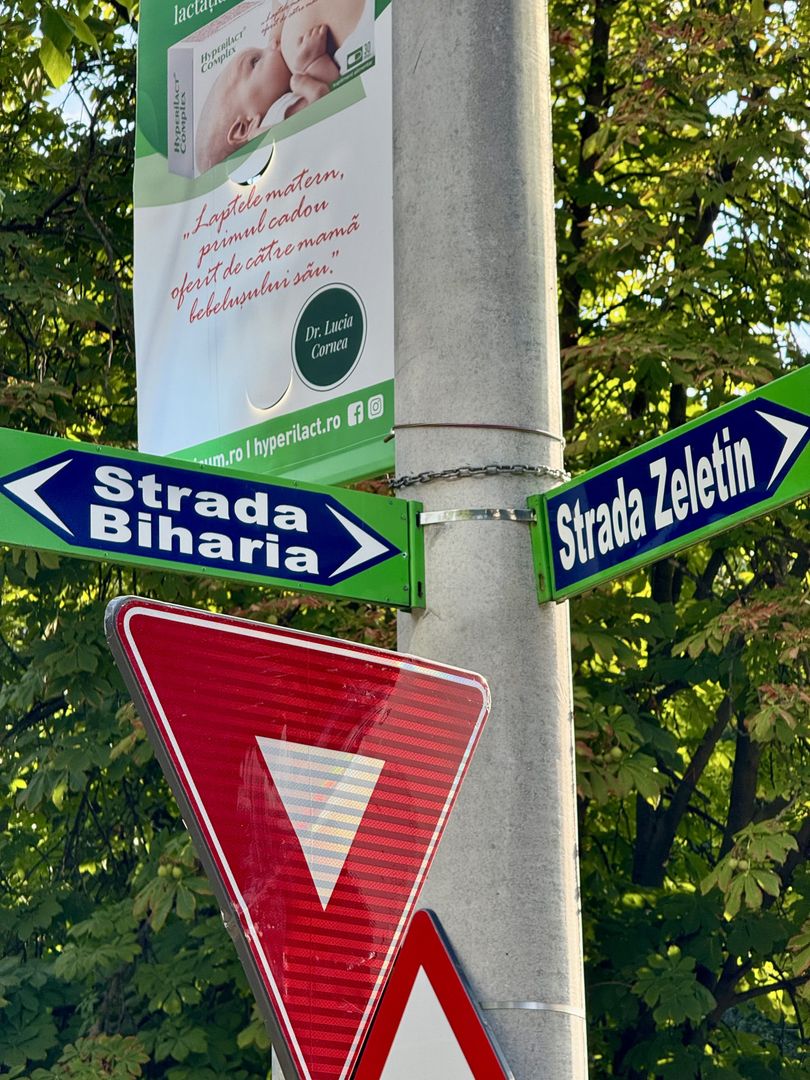 HYPERILACT®
COMPLEX
Hyperilact
Complex
30
„Laptele matern,
primul cadou
oferit de către mamă
bebelușului său.”
Dr. Lucia
Cornea
hyperilact.ro
Strada
Biharia
Strada Zeletin